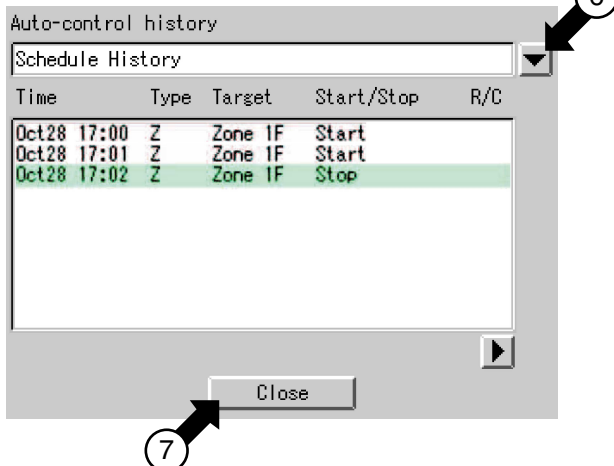 Auto-control history
Schedule History
Time Type Target Start/Stop R/C
Oct28 17:00 Z Zone 1F Start
Oct28 17:01 Z Zone 1F Start
Oct28 17:02 Z Zone 1F Stop
Close
7